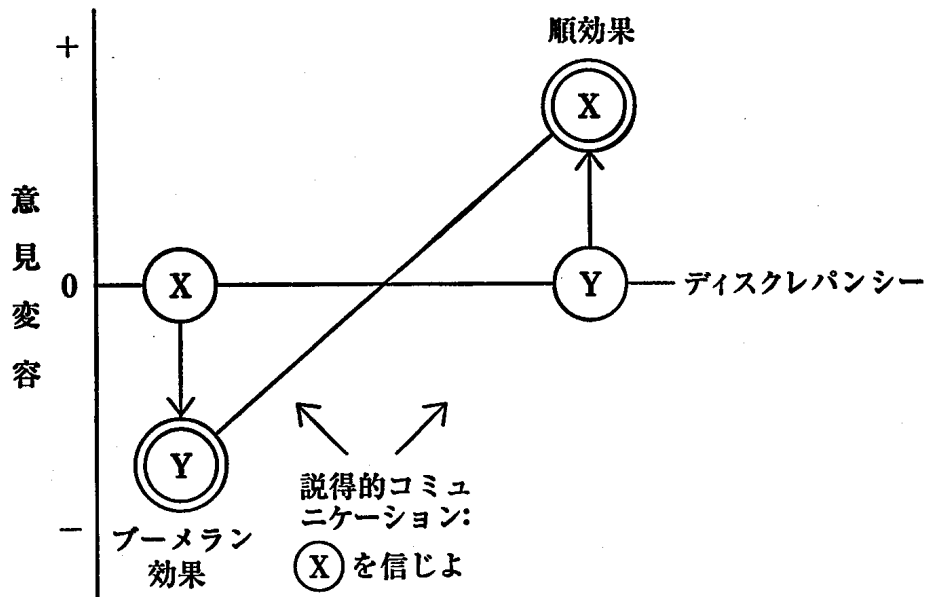 +
順効果
X
意見変容
0
X
Y
ディスクレパンシー
Y
説得的コミュ
ニケーション:
Xを信じよ
−
ブーメラン
効果